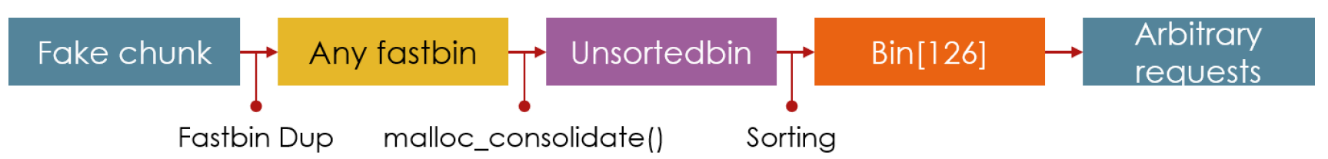 Fake chunk
Any fastbin
Unsortedbin
Bin[126]
Arbitrary
requests
Fastbin Dup
malloc_consolidate()
Sorting